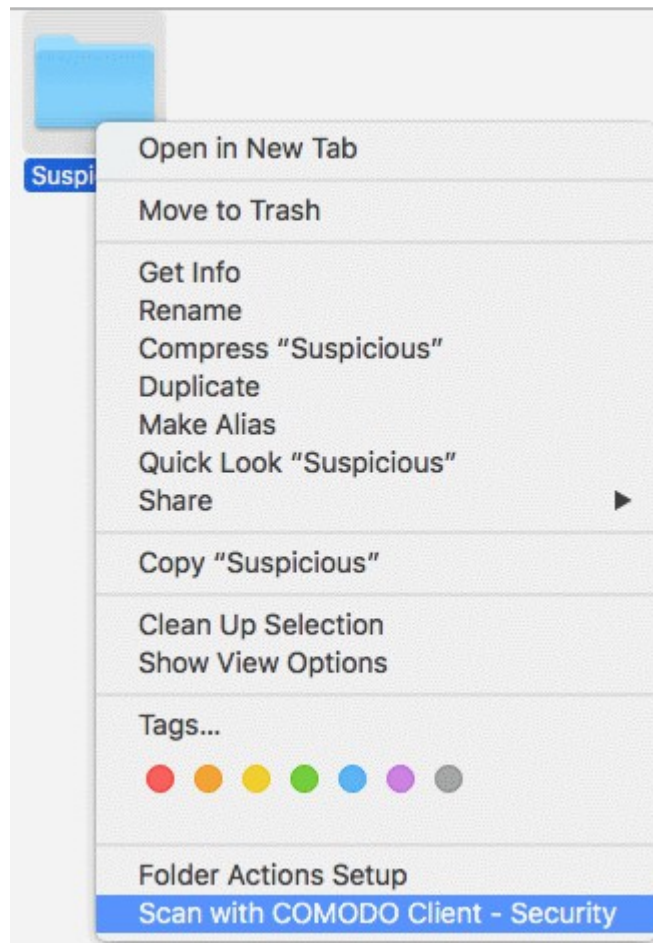 Suspi
Open in New Tab
Move to Trash
Get Info
Rename
Compress “Suspicious”
Duplicate
Make Alias
Quick Look “Suspicious”
Share
Copy “Suspicious”
Clean Up Selection
Show View Options
Tags...
Folder Actions Setup
Scan with COMODO Client - Security